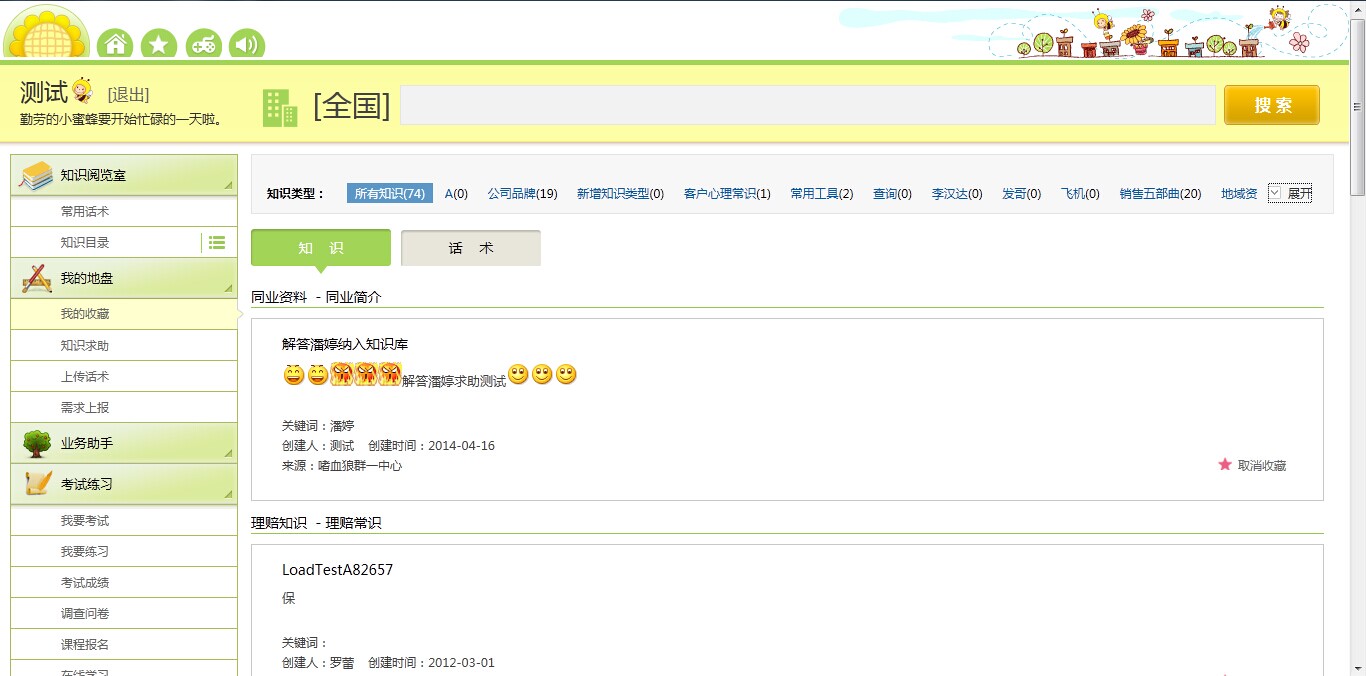 测试 [退出]
勤劳的小蜜蜂要开始忙碌的一天啦。
[全国]
搜 索
知识阅览室
常用话术
知识目录
我的地盘
我的收藏
知识求助
上传话术
需求上报
业务助手
考试练习
我要考试
我要练习
考试成绩
调查问卷
课程报名
在线学习
知识类型： 所有知识(74) A(0) 公司品牌(19) 新增知识类型(0) 客户心理常识(1) 常用工具(2) 查询(0) 李汉达(0) 发哥(0) 飞机(0) 销售五部曲(20) 地域资 展开
知 识 话 术
同业资料 - 同业简介
解答潘婷纳入知识库
解答潘婷求助测试
关键词：潘婷
创建人：测试 创建时间：2014-04-16
来源：嗜血狼群一中心
取消收藏
理赔知识 - 理赔常识
LoadTestA82657
保
关键词：
创建人：罗蕾 创建时间：2012-03-01